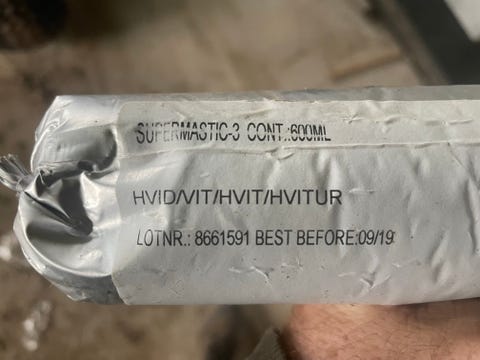 SUPERMASTIC-3 CONT.:600ML
HVID/VIT/HVIT/HVITUR
LOTNR.: 8661591 BEST BEFORE:09/19